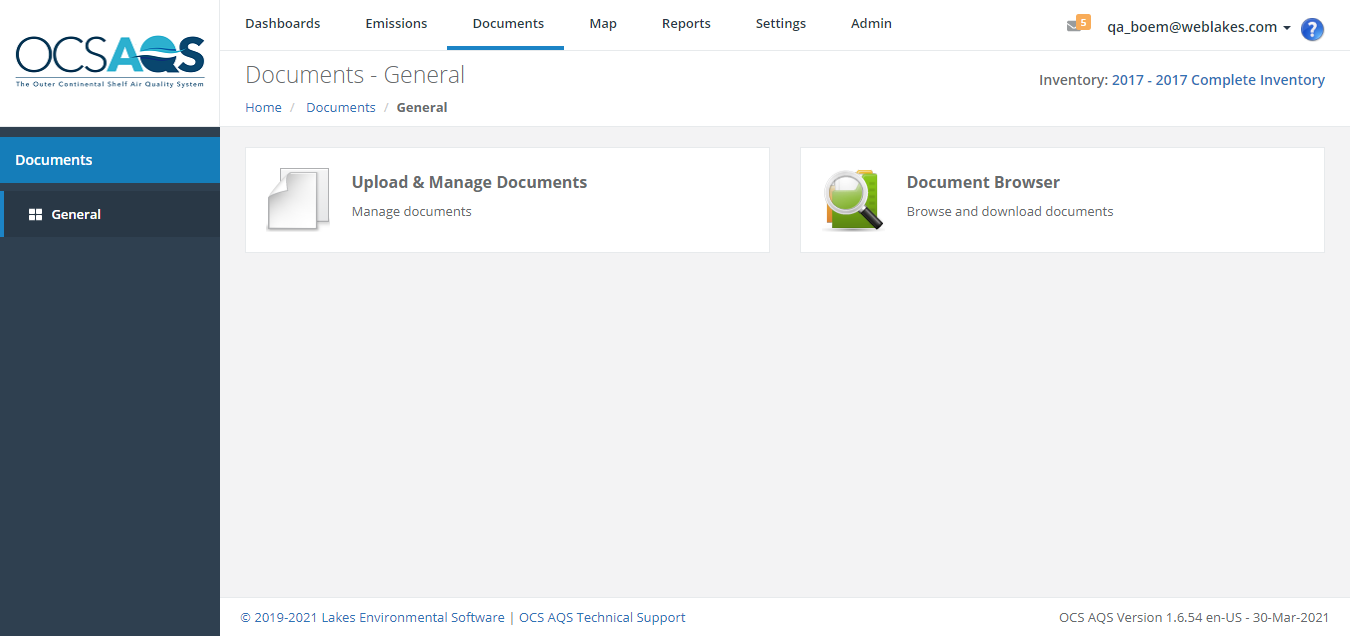 OCSAQS
The Outer Continental Shelf Air Quality System
Dashboards Emissions Documents Map Reports Settings Admin
5 qa_boem@weblakes.com ?
Documents - General
Inventory: 2017 - 2017 Complete Inventory
Home / Documents / General
Documents
General
Upload & Manage Documents
Manage documents
Document Browser
Browse and download documents
© 2019-2021 Lakes Environmental Software | OCS AQS Technical Support
OCS AQS Version 1.6.54 en-US - 30-Mar-2021